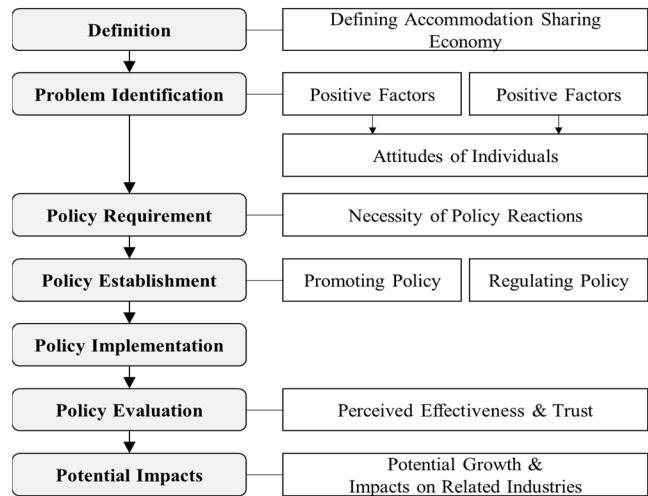 Definition
Defining Accommodation Sharing
Economy
Problem Identification
Positive Factors
Positive Factors
Attitudes of Individuals
Policy Requirement
Necessity of Policy Reactions
Policy Establishment
Promoting Policy
Regulating Policy
Policy Implementation
Policy Evaluation
Perceived Effectiveness & Trust
Potential Impacts
Potential Growth &
Impacts on Related Industries